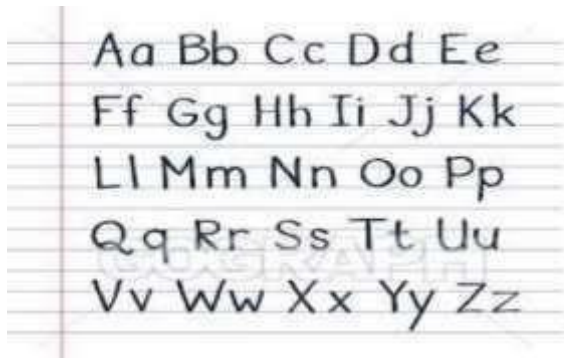 Aa Bb Cc Dd Ee
Ff Gg Hh Ii Jj Kk
Ll Mm Nn Oo Pp
Qq Rr Ss Tt Uu
Vv Ww Xx Yy Zz